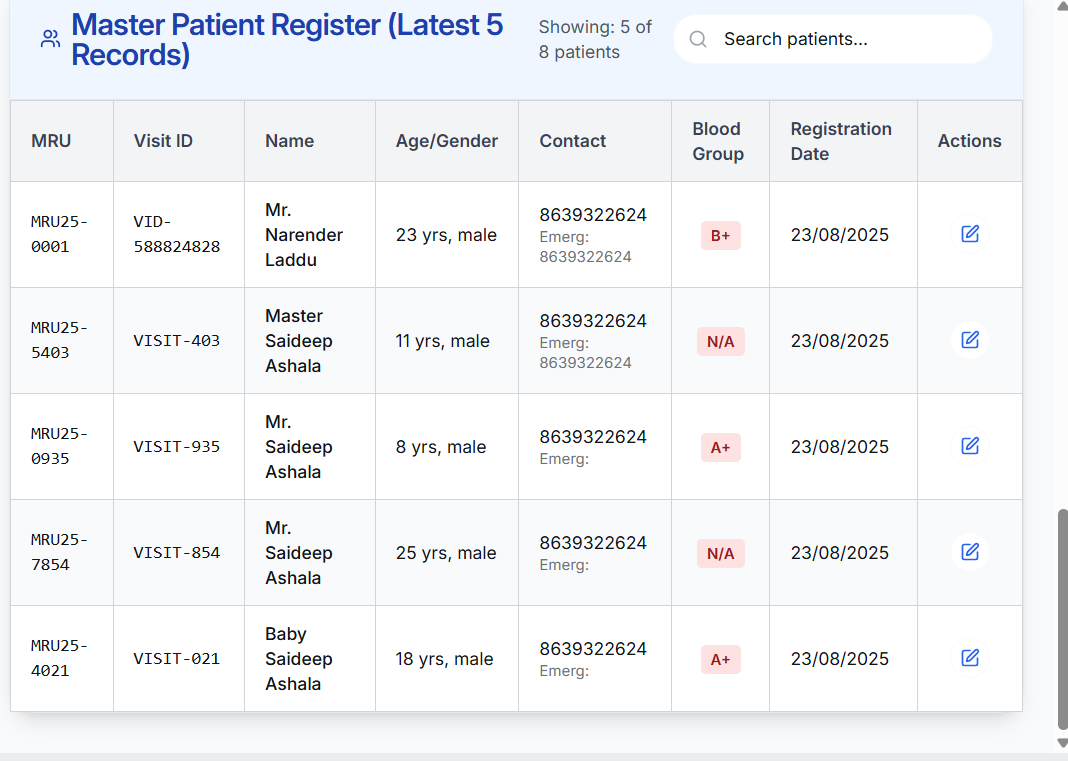 Master Patient Register (Latest 5
Records)
Showing: 5 of
8 patients
Search patients...
MRU
Visit ID
Name
Age/Gender
Contact
Blood
Group
Registration
Date
Actions
MRU25-
0001
VID-
588824828
Mr.
Narender
Laddu
23 yrs, male
8639322624
Emerg:
8639322624
B+
23/08/2025
MRU25-
5403
VISIT-403
Master
Saideep
Ashala
11 yrs, male
8639322624
Emerg:
8639322624
N/A
23/08/2025
MRU25-
0935
VISIT-935
Mr.
Saideep
Ashala
8 yrs, male
8639322624
Emerg:
A+
23/08/2025
MRU25-
7854
VISIT-854
Mr.
Saideep
Ashala
25 yrs, male
8639322624
Emerg:
N/A
23/08/2025
MRU25-
4021
VISIT-021
Baby
Saideep
Ashala
18 yrs, male
8639322624
Emerg:
A+
23/08/2025